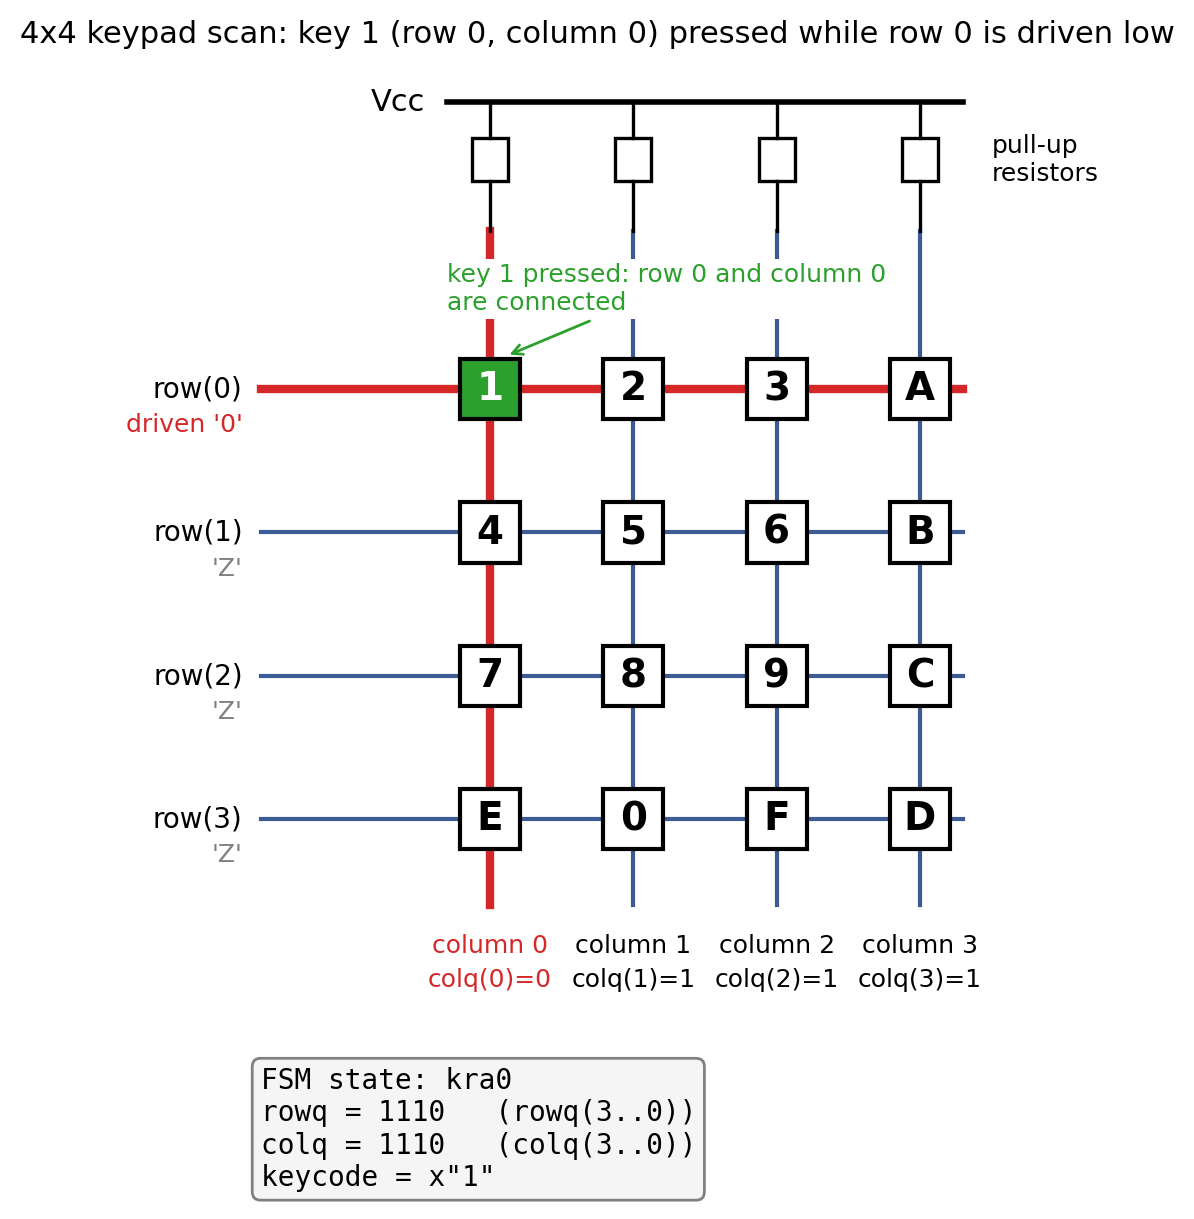 4x4 keypad scan: key 1 (row 0, column 0) pressed while row 0 is driven low
Vcc
pull-up
resistors
key 1 pressed: row 0 and column 0
are connected
row(0) 1 2 3 A
driven '0'
row(1) 4 5 6 B
'Z'
row(2) 7 8 9 C
'Z'
row(3) E 0 F D
'Z'
column 0 column 1 column 2 column 3
colq(0)=0 colq(1)=1 colq(2)=1 colq(3)=1
FSM state: kra0
rowq = 1110   (rowq(3..0))
colq = 1110   (colq(3..0))
keycode = x"1"